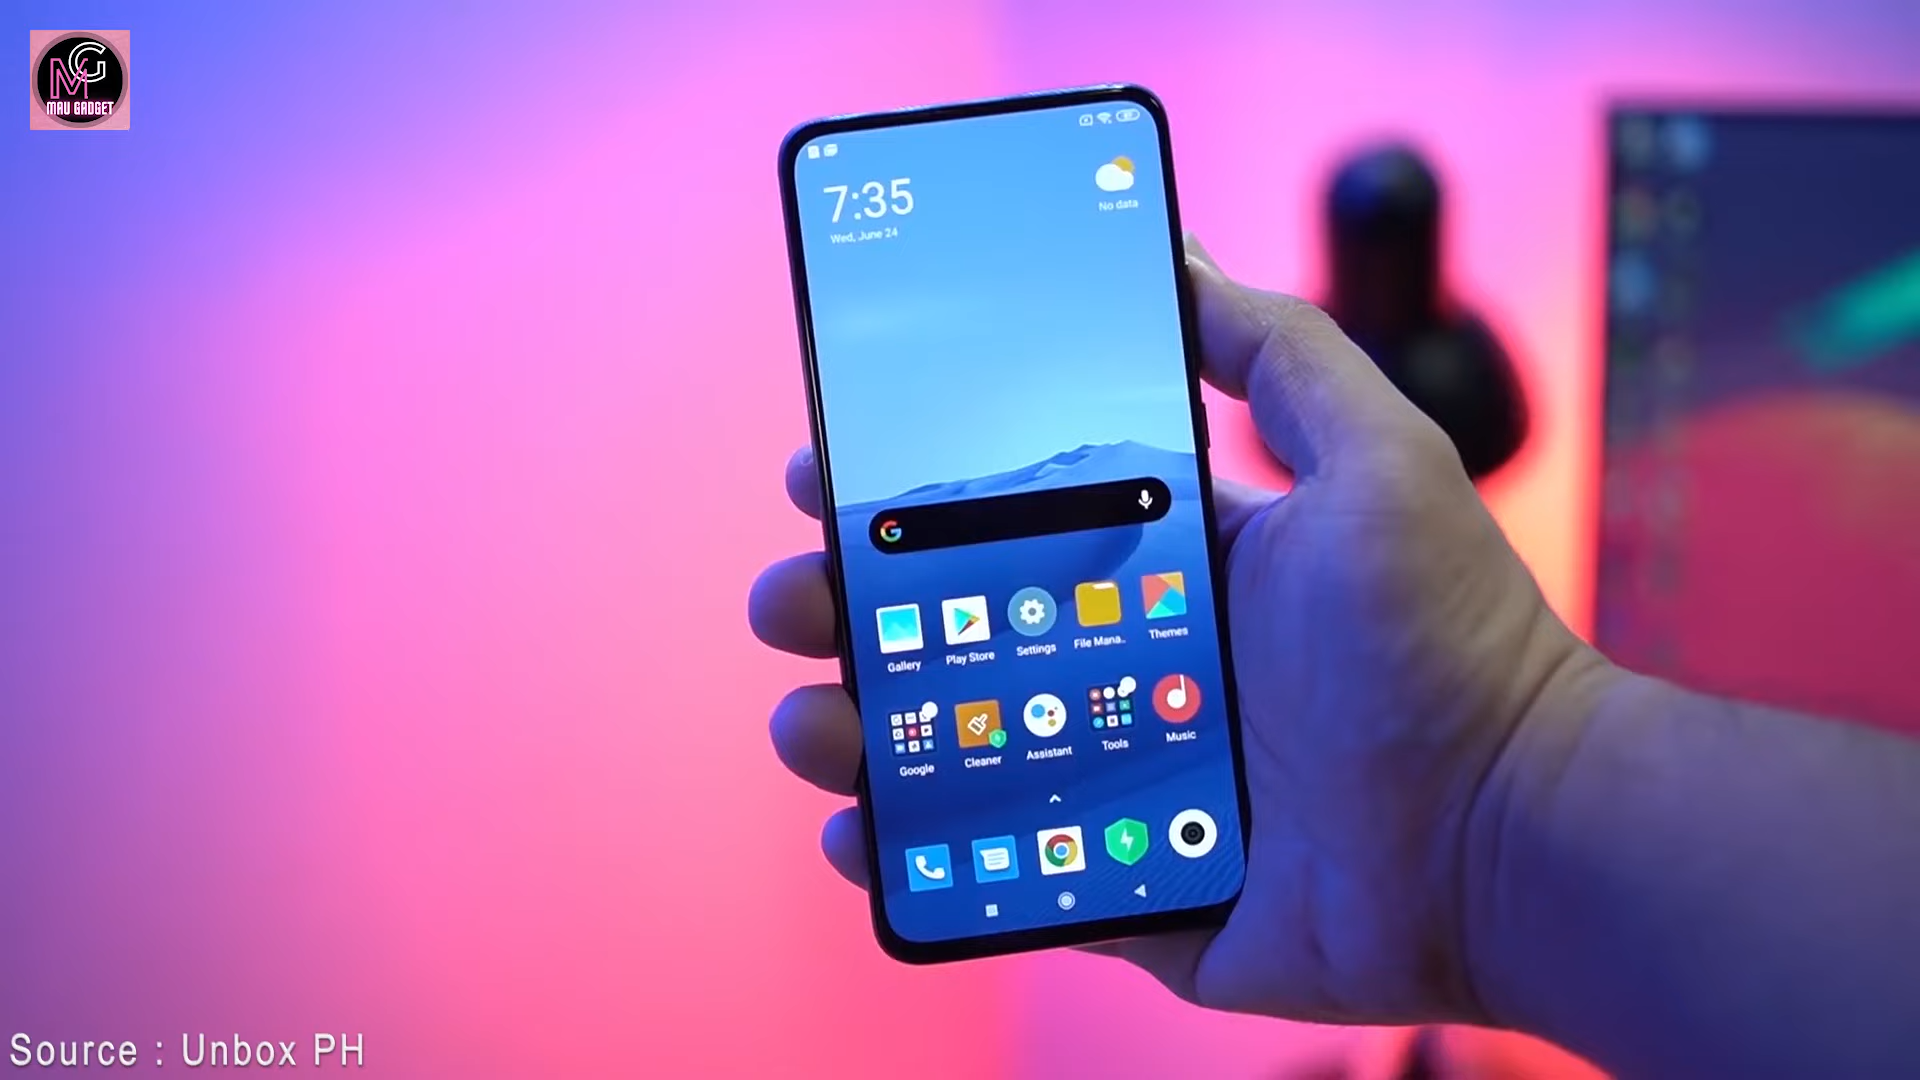 MG
MAU GADGET
7:35
Wed, June 24
No data
Gallery
Play Store
Settings
File Mana..
Themes
Google
Cleaner
Assistant
Tools
Music
Source : Unbox PH